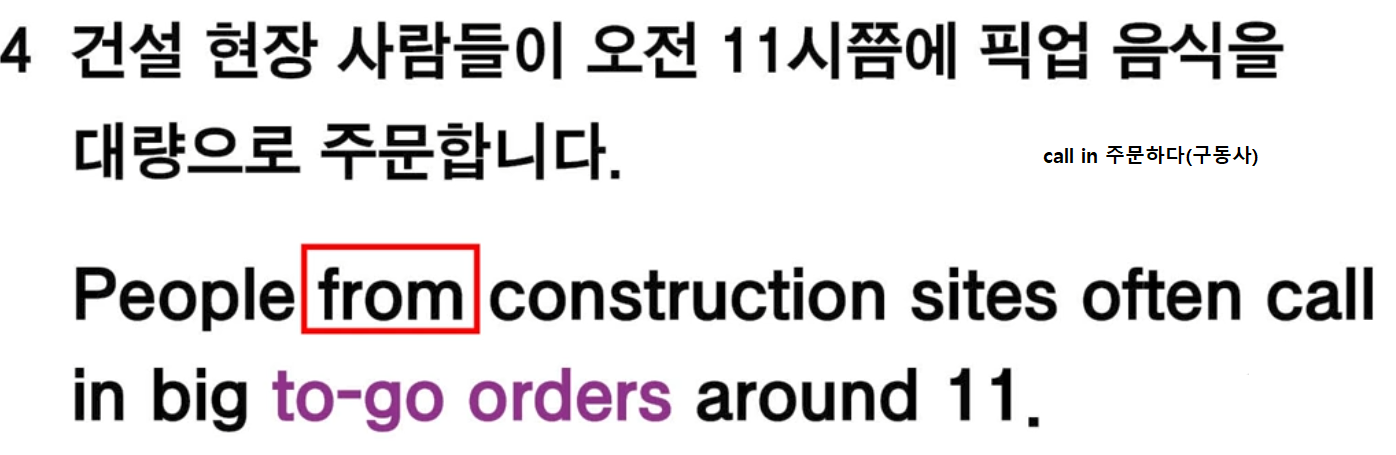 4 건설 현장 사람들이 오전 11시쯤에 픽업 음식을
대량으로 주문합니다.
call in 주문하다(구동사)
People from construction sites often call
in big to-go orders around 11.